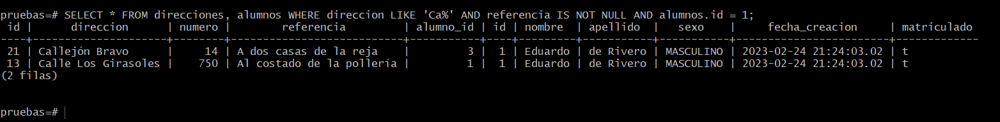 pruebas=# SELECT * FROM direcciones, alumnos WHERE direccion LIKE 'Ca%' AND referencia IS NOT NULL AND alumnos.id = 1;
 id |      direccion       | numero |         referencia         | alumno_id | id | nombre  | apellido  |   sexo    |     fecha_creacion     | matriculado
----+----------------------+--------+----------------------------+-----------+----+---------+-----------+-----------+------------------------+-------------
 21 | Callejón Bravo       |     14 | A dos casas de la reja     |         3 |  1 | Eduardo | de Rivero | MASCULINO | 2023-02-24 21:24:03.02 | t
 13 | Calle Los Girasoles  |    750 | Al costado de la pollería  |         1 |  1 | Eduardo | de Rivero | MASCULINO | 2023-02-24 21:24:03.02 | t
(2 filas)
pruebas=#